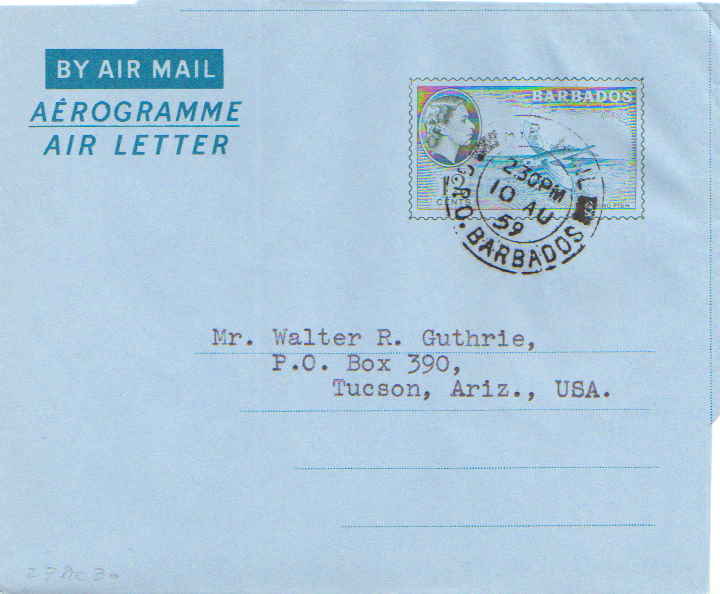 BY AIR MAIL
AÉROGRAMME
AIR LETTER
BARBADOS
CENTS
2.30PM
10 AU
59
G.P.O. BARBADOS
Mr. Walter R. Guthrie,
P.O. Box 390,
Tucson, Ariz., USA.